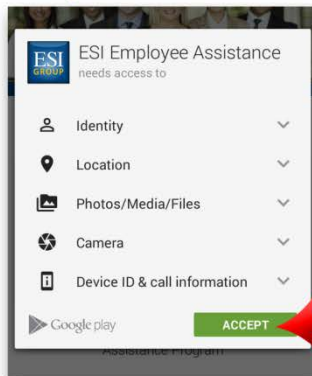 ESI
GROUP
ESI Employee Assistance
needs access to
Identity
Location
Photos/Media/Files
Camera
Device ID & call information
Google play
ACCEPT
Assistance Program